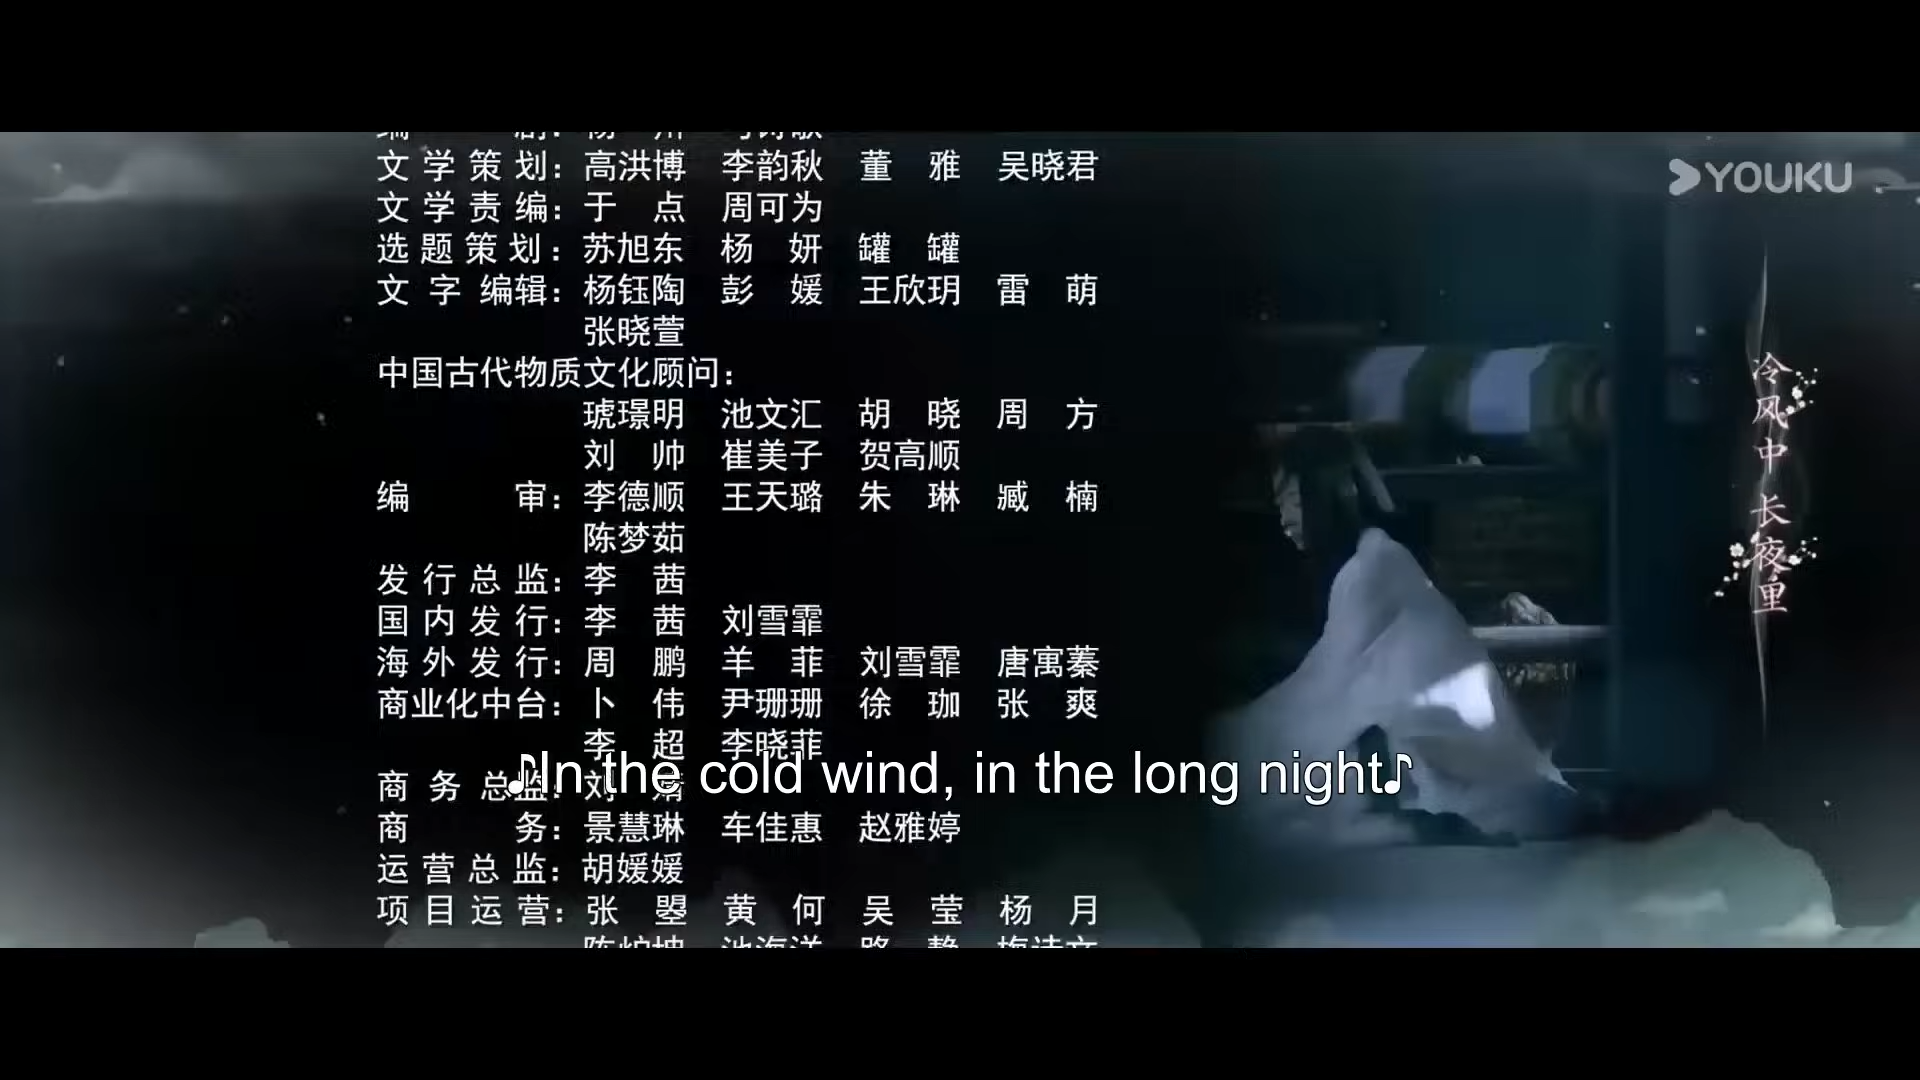 文学策划：高洪博 李韵秋 董雅 吴晓君
文学责编：于点 周可为
选题策划：苏旭东 杨妍 罐罐
文字编辑：杨钰陶 彭媛 王欣玥 雷萌
张晓萱
中国古代物质文化顾问：
琥璟明 池文汇 胡晓 周方
刘帅 崔美子 贺高顺
编审：李德顺 王天璐 朱琳 臧楠
陈梦茹
发行总监：李茜
国内发行：李茜 刘雪霏
海外发行：周鹏 羊菲 刘雪霏 唐寓蓁
商业化中台：卜伟 尹珊珊 徐珈 张爽
李超 李晓菲
商务总监：刘
♪In the cold wind, in the long night♪
商务：景慧琳 车佳惠 赵雅婷
运营总监：胡媛媛
项目运营：张曌 黄何 吴莹 杨月
YOUKU
冷风中 长夜里